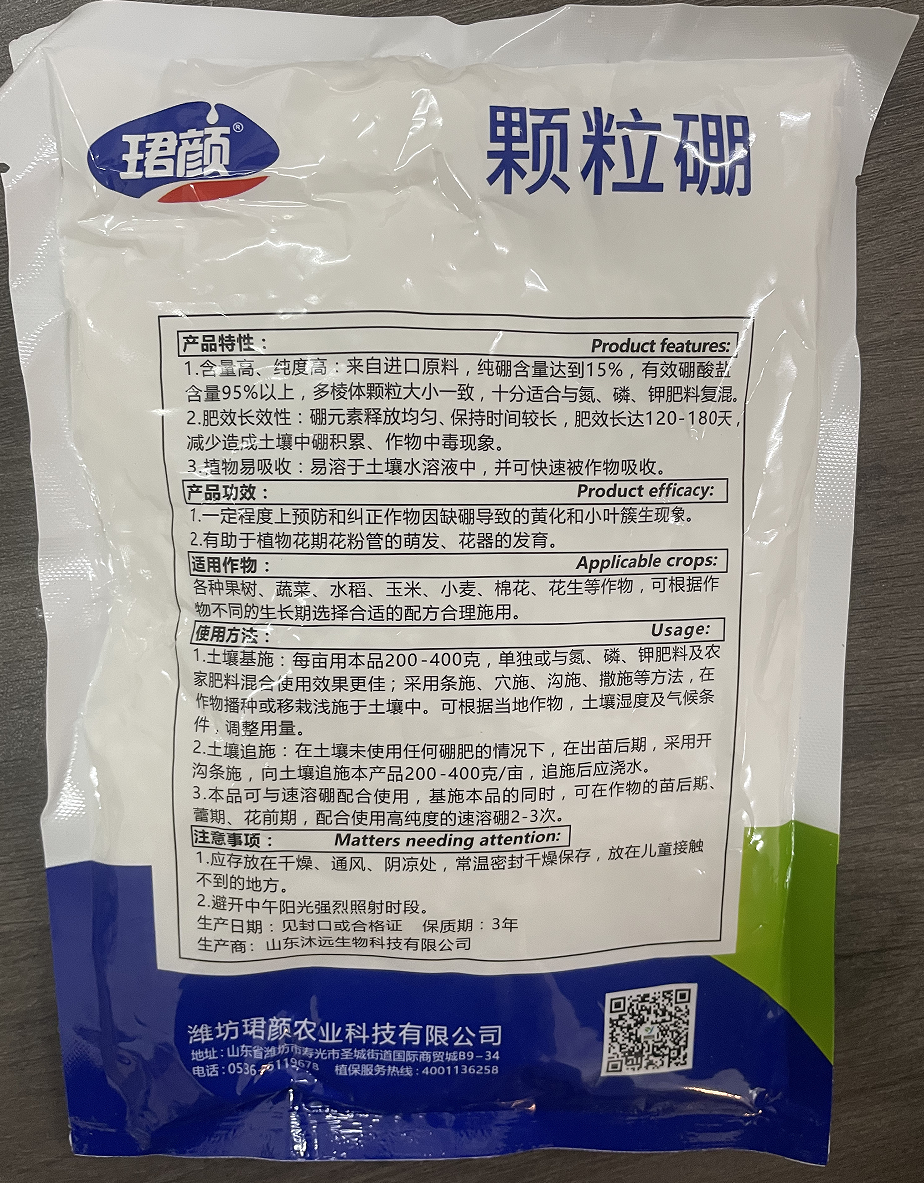 珺颜®
颗粒硼
产品特性： Product features:
1.含量高、纯度高：来自进口原料，纯硼含量达到15%，有效硼酸盐
含量95%以上，多棱体颗粒大小一致，十分适合与氮、磷、钾肥料复混。
2.肥效长效性：硼元素释放均匀、保持时间较长，肥效长达120-180天，
减少造成土壤中硼积累、作物中毒现象。
3.植物易吸收：易溶于土壤水溶液中，并可快速被作物吸收。
产品功效： Product efficacy:
1.一定程度上预防和纠正作物因缺硼导致的黄化和小叶簇生现象。
2.有助于植物花期花粉管的萌发、花器的发育。
适用作物： Applicable crops:
各种果树、蔬菜、水稻、玉米、小麦、棉花、花生等作物，可根据作
物不同的生长期选择合适的配方合理施用。
使用方法： Usage:
1.土壤基施：每亩用本品200-400克，单独或与氮、磷、钾肥料及农
家肥料混合使用效果更佳；采用条施、穴施、沟施、撒施等方法，在
作物播种或移栽浅施于土壤中。可根据当地作物，土壤湿度及气候条
件，调整用量。
2.土壤追施：在土壤未使用任何硼肥的情况下，在出苗后期，采用开
沟条施，向土壤追施本产品200-400克/亩，追施后应浇水。
3.本品可与速溶硼配合使用，基施本品的同时，可在作物的苗后期、
蕾期、花前期，配合使用高纯度的速溶硼2-3次。
注意事项： Matters needing attention:
1.应存放在干燥、通风、阴凉处，常温密封干燥保存，放在儿童接触
不到的地方。
2.避开中午阳光强烈照射时段。
生产日期：见封口或合格证 保质期：3年
生产商：山东沐远生物科技有限公司
潍坊珺颜农业科技有限公司
地址：山东省潍坊市寿光市圣城街道国际商贸城B9-34
电话：0536 植保服务热线：4001136258